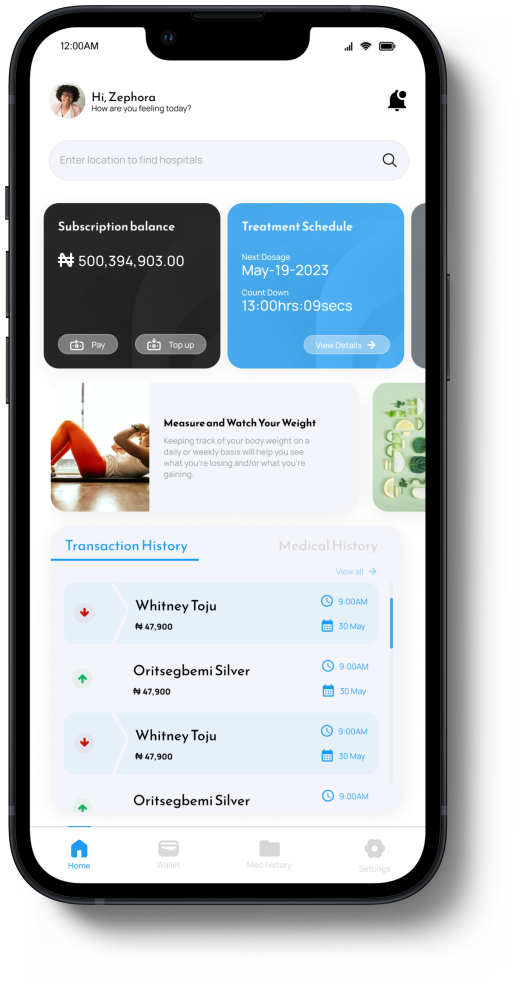 12:00AM
Hi, Zephora
How are you feeling today?
Enter location to find hospitals
Subscription balance
₦ 500,394,903.00
Pay
Top up
Treatment Schedule
Next Dosage
May-19-2023
Count Down
13:00hrs:09secs
View Details
Measure and Watch Your Weight
Keeping track of your body weight on a
daily or weekly basis will help you see
what you're losing and/or what you're
gaining.
Transaction History
Medical History
View all
Whitney Toju
₦ 47,900
9:00AM
30 May
Oritsegbemi Silver
₦ 47,900
9:00AM
30 May
Whitney Toju
₦ 47,900
9:00AM
30 May
Oritsegbemi Silver
9:00AM
Home
Wallet
Med history
Settings